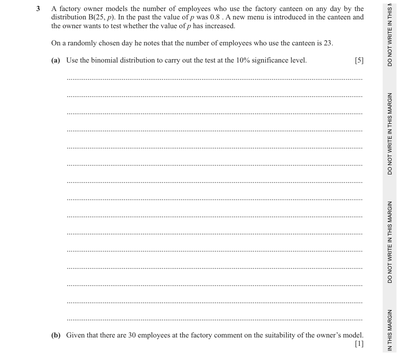 3 A factory owner models the number of employees who use the factory canteen on any day by the
distribution B(25, p). In the past the value of p was 0.8 . A new menu is introduced in the canteen and
the owner wants to test whether the value of p has increased.
On a randomly chosen day he notes that the number of employees who use the canteen is 23.
(a) Use the binomial distribution to carry out the test at the 10% significance level. [5]
(b) Given that there are 30 employees at the factory comment on the suitability of the owner's model.
[1]
DO NOT WRITE IN THIS M
DO NOT WRITE IN THIS MARGIN
DO NOT WRITE IN THIS MARGIN
IN THIS MARGIN